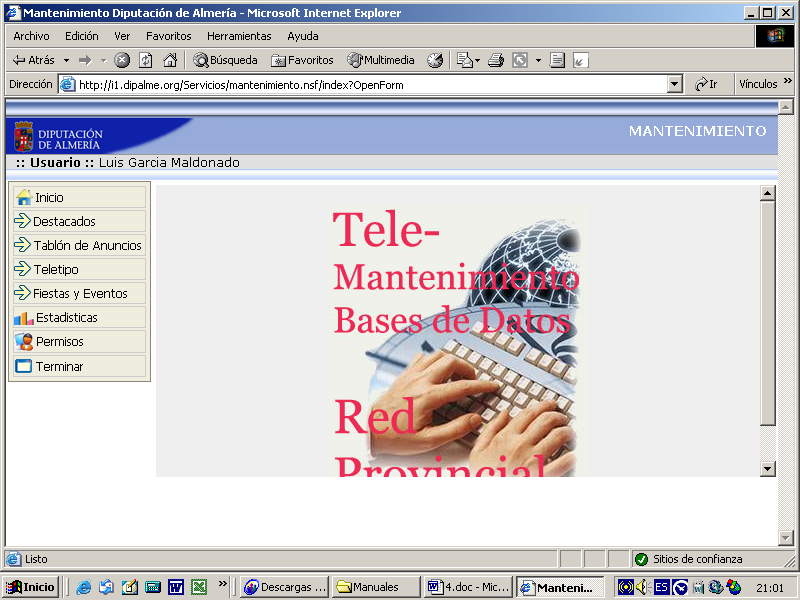 Mantenimiento Diputación de Almería - Microsoft Internet Explorer
Archivo Edición Ver Favoritos Herramientas Ayuda
Atrás Búsqueda Favoritos Multimedia
Dirección http://i1.dipalme.org/Servicios/mantenimiento.nsf/index?OpenForm Ir Vínculos »
DIPUTACIÓN
DE ALMERÍA
MANTENIMIENTO
:: Usuario :: Luis Garcia Maldonado
Inicio
Destacados
Tablón de Anuncios
Teletipo
Fiestas y Eventos
Estadisticas
Permisos
Terminar
Tele-
Mantenimiento
Bases de Datos
Red
Provincial
Listo Sitios de confianza
Inicio » Descargas ... Manuales 4.doc - Mic... Manteni... ES 21:01